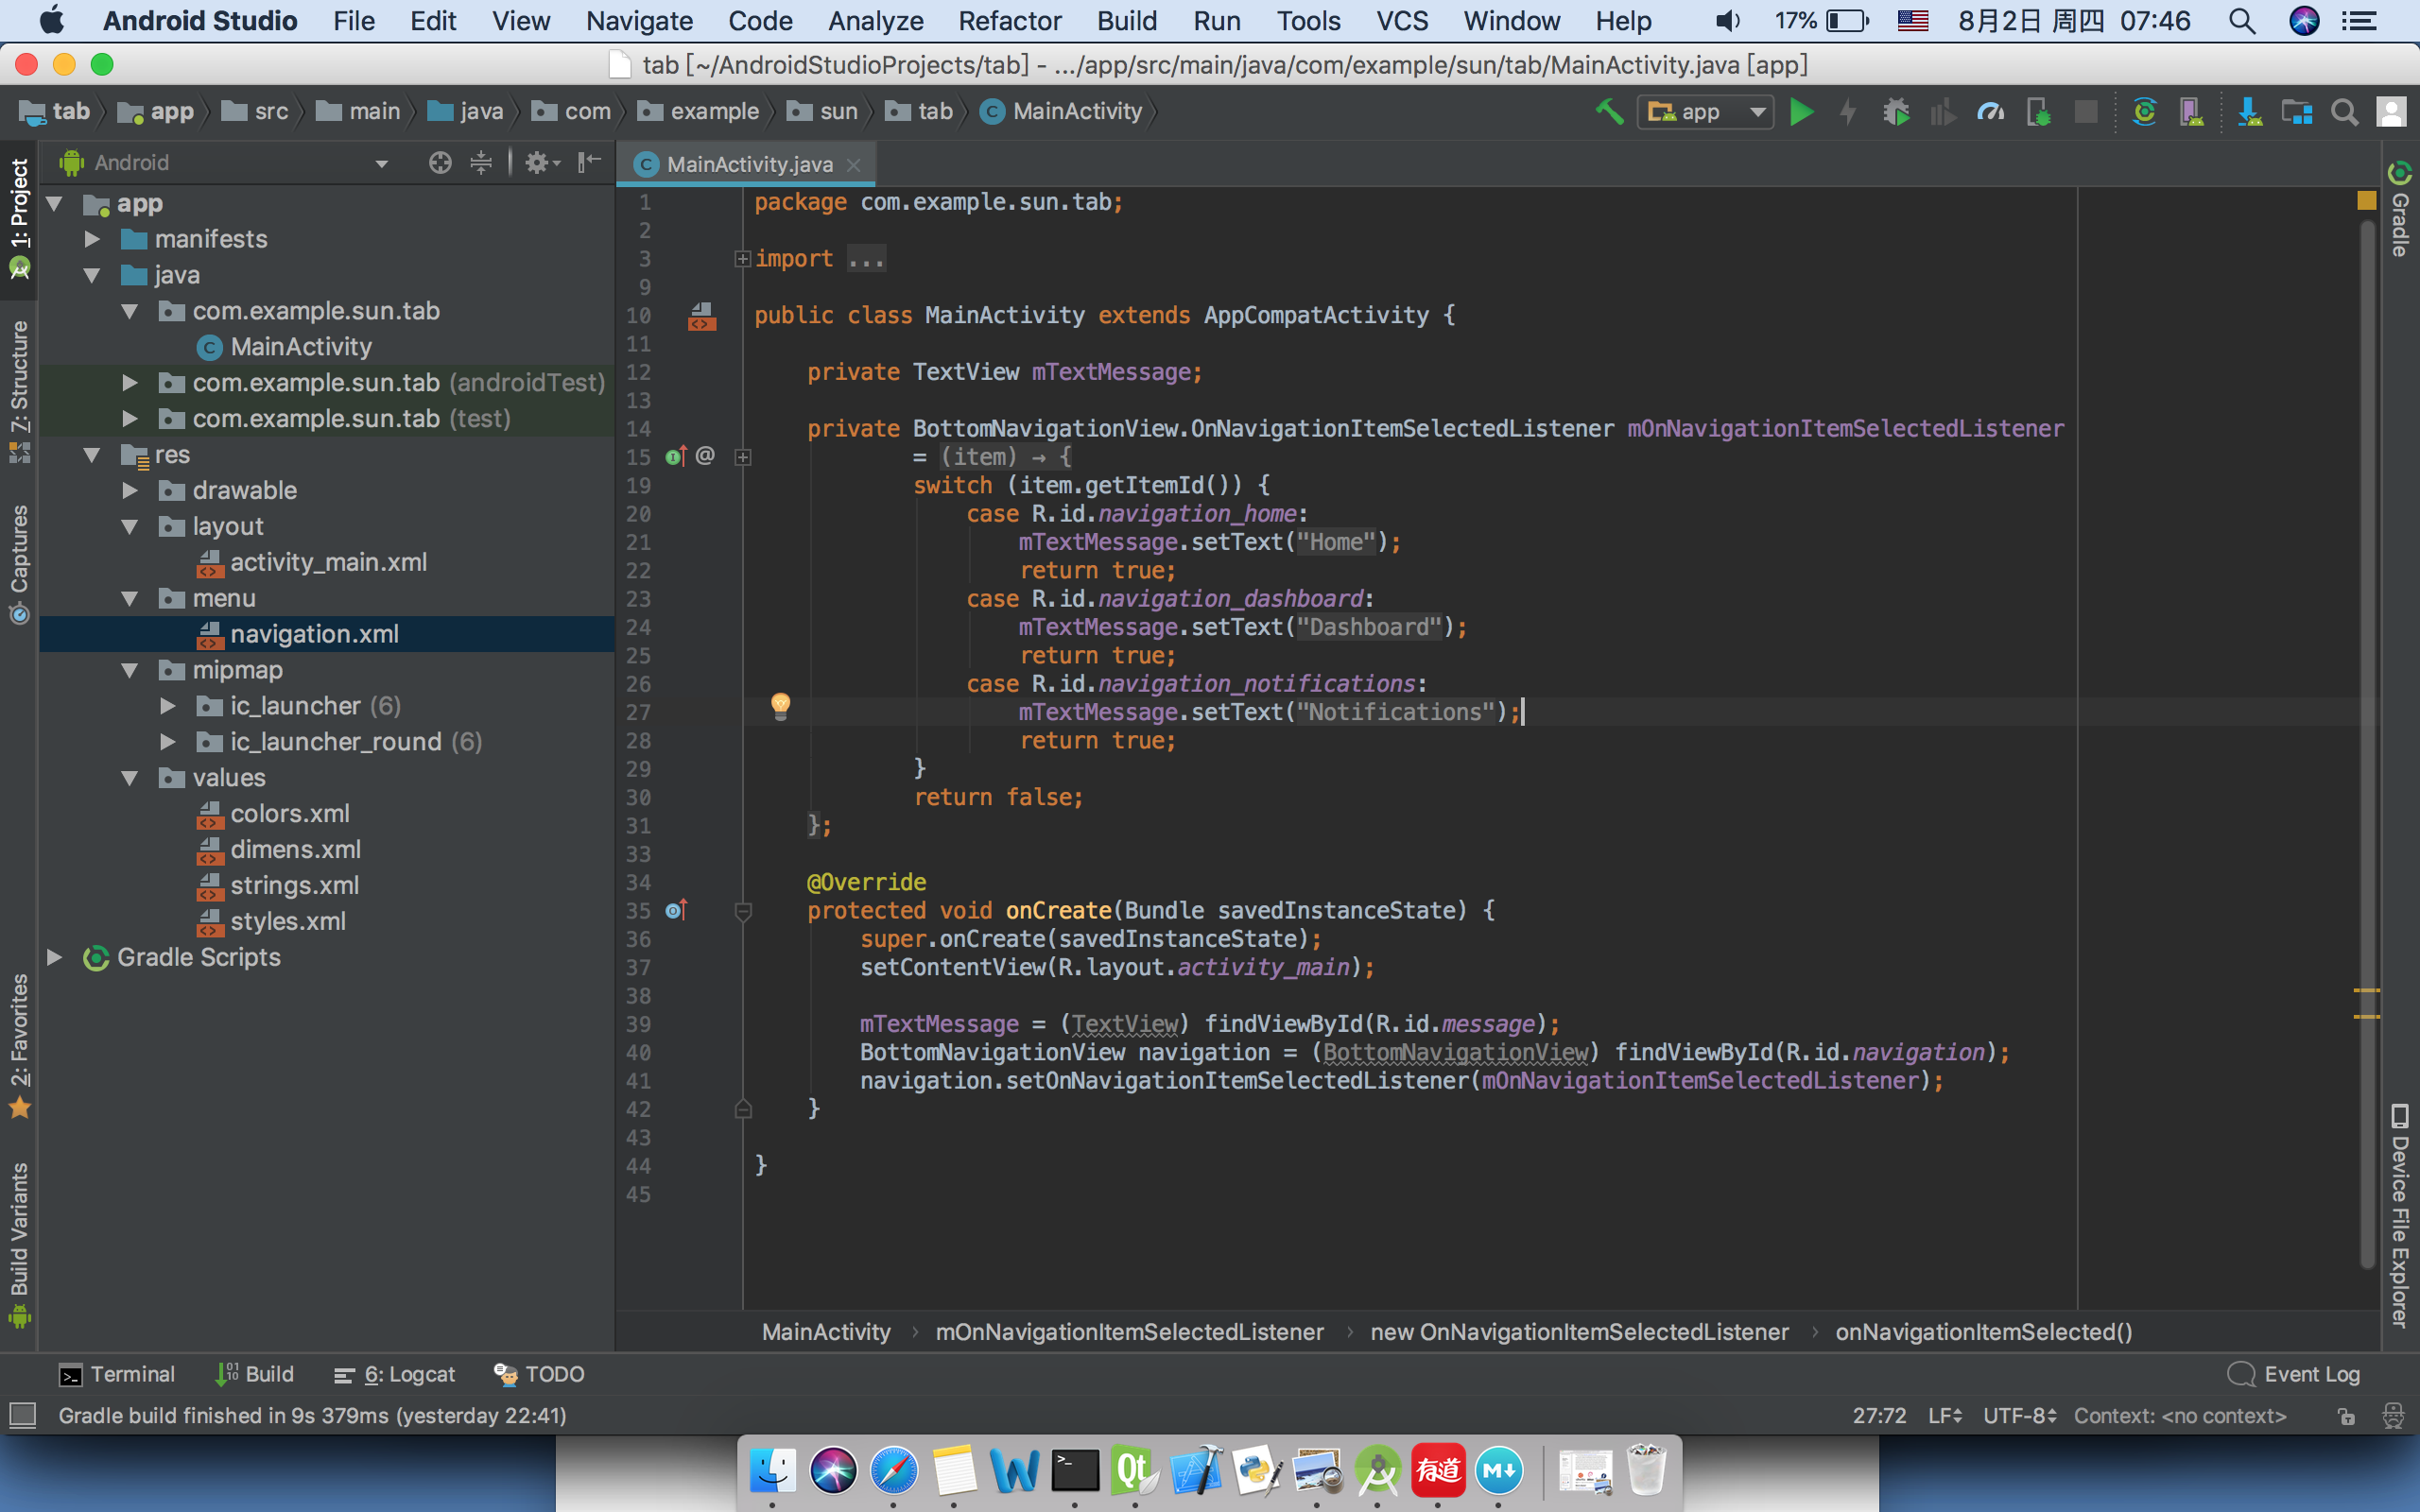 Android Studio File Edit View Navigate Code Analyze Refactor Build Run Tools VCS Window Help 17% 8月2日 周四 07:46
tab [~/AndroidStudioProjects/tab] - .../app/src/main/java/com/example/sun/tab/MainActivity.java [app]
tab app src main java com example sun tab MainActivity app
1: Project
Z: Structure
Captures
2: Favorites
Build Variants
Android
app
manifests
java
com.example.sun.tab
MainActivity
com.example.sun.tab (androidTest)
com.example.sun.tab (test)
res
drawable
layout
activity_main.xml
menu
navigation.xml
mipmap
ic_launcher (6)
ic_launcher_round (6)
values
colors.xml
dimens.xml
strings.xml
styles.xml
Gradle Scripts
MainActivity.java
1 package com.example.sun.tab;
2
3 import ...
9
10 public class MainActivity extends AppCompatActivity {
11
12 private TextView mTextMessage;
13
14 private BottomNavigationView.OnNavigationItemSelectedListener mOnNavigationItemSelectedListener
15 = (item) → {
19 switch (item.getItemId()) {
20 case R.id.navigation_home:
21 mTextMessage.setText("Home");
22 return true;
23 case R.id.navigation_dashboard:
24 mTextMessage.setText("Dashboard");
25 return true;
26 case R.id.navigation_notifications:
27 mTextMessage.setText("Notifications");
28 return true;
29 }
30 return false;
31 };
33
34 @Override
35 protected void onCreate(Bundle savedInstanceState) {
36 super.onCreate(savedInstanceState);
37 setContentView(R.layout.activity_main);
38
39 mTextMessage = (TextView) findViewById(R.id.message);
40 BottomNavigationView navigation = (BottomNavigationView) findViewById(R.id.navigation);
41 navigation.setOnNavigationItemSelectedListener(mOnNavigationItemSelectedListener);
42 }
43
44 }
45
Gradle
Device File Explorer
MainActivity › mOnNavigationItemSelectedListener › new OnNavigationItemSelectedListener › onNavigationItemSelected()
Terminal Build 6: Logcat TODO Event Log
Gradle build finished in 9s 379ms (yesterday 22:41) 27:72 LF UTF-8 Context: <no context>
W >_ Qt 有道 M↓